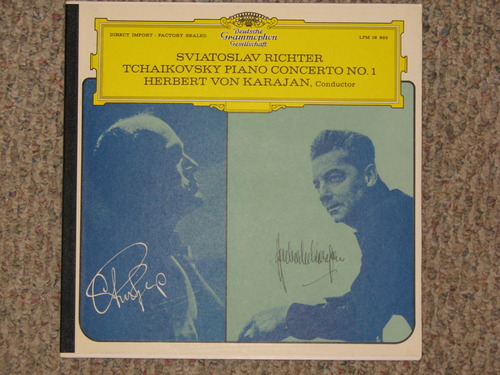 Deutsche
Grammophon
Gesellschaft
DIRECT IMPORT · FACTORY SEALED
LPM 18 822
SVIATOSLAV RICHTER
TCHAIKOVSKY PIANO CONCERTO NO. 1
HERBERT VON KARAJAN, Conductor